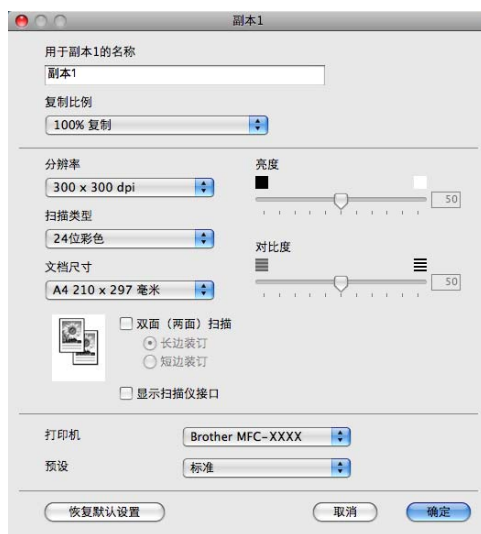 副本1
用于副本1的名称
副本1
复制比例
100% 复制
分辨率
300 x 300 dpi
扫描类型
24位彩色
文档尺寸
A4 210 x 297 毫米
亮度
50
对比度
50
双面（两面）扫描
长边装订
短边装订
显示扫描仪接口
打印机
Brother MFC-XXXX
预设
标准
恢复默认设置
取消
确定